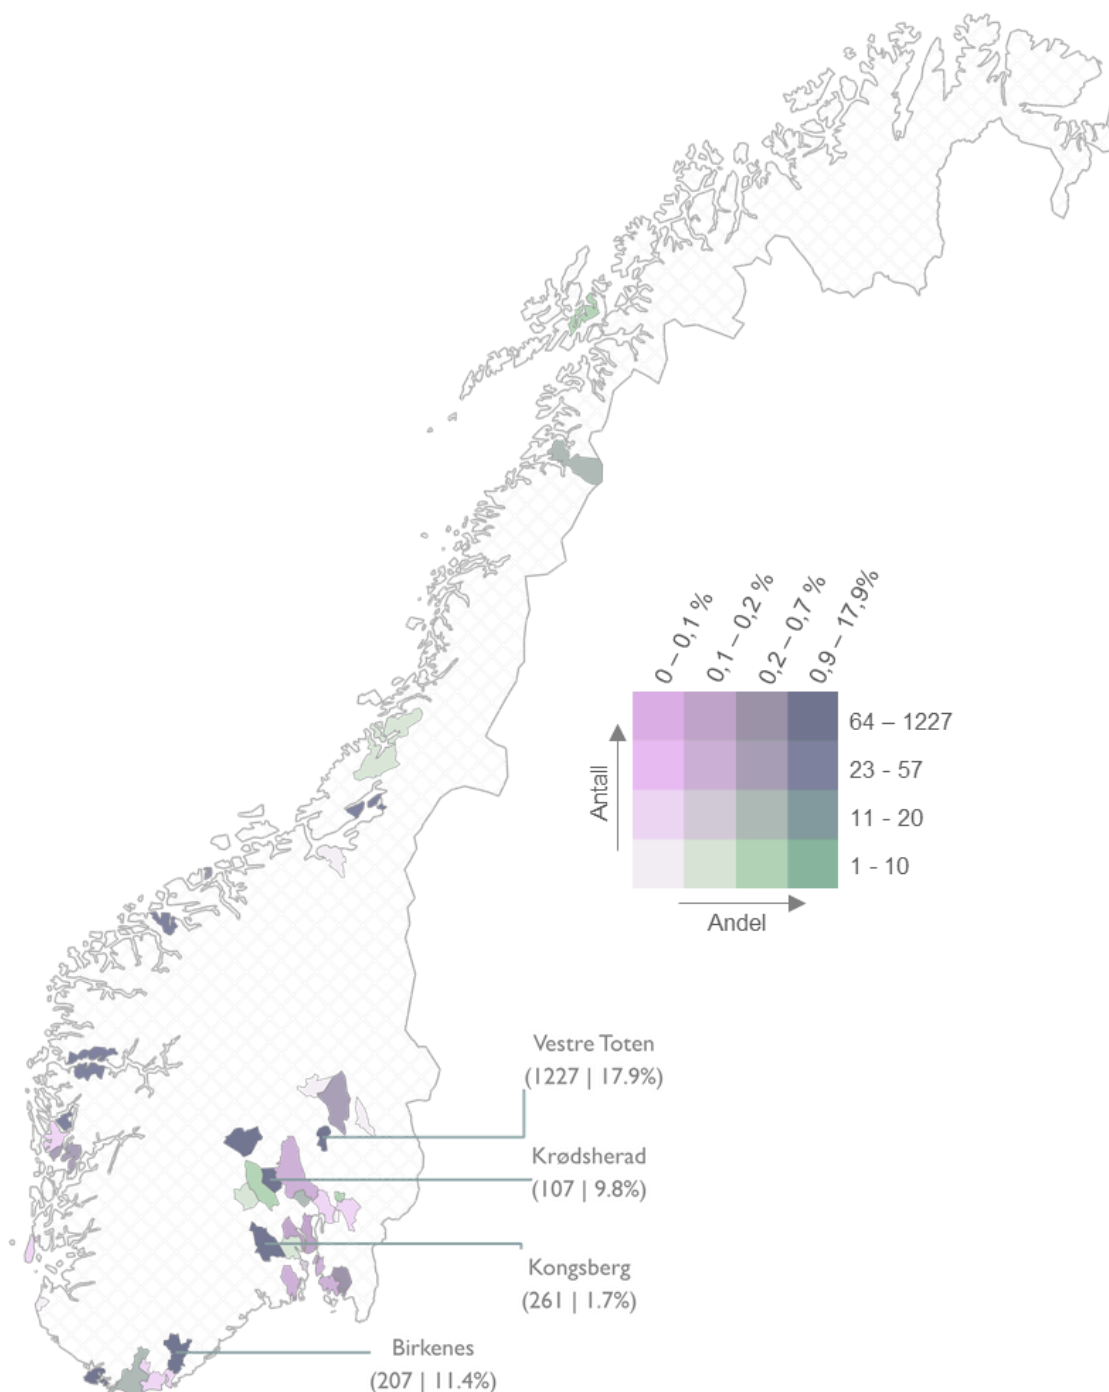 0 – 0,1 %
0,1 – 0,2 %
0,2 – 0,7 %
0,9 – 17,9%
64 – 1227
23 - 57
11 - 20
1 - 10
Antall
Andel
Vestre Toten
(1227 | 17.9%)
Krødsherad
(107 | 9.8%)
Kongsberg
(261 | 1.7%)
Birkenes
(207 | 11.4%)